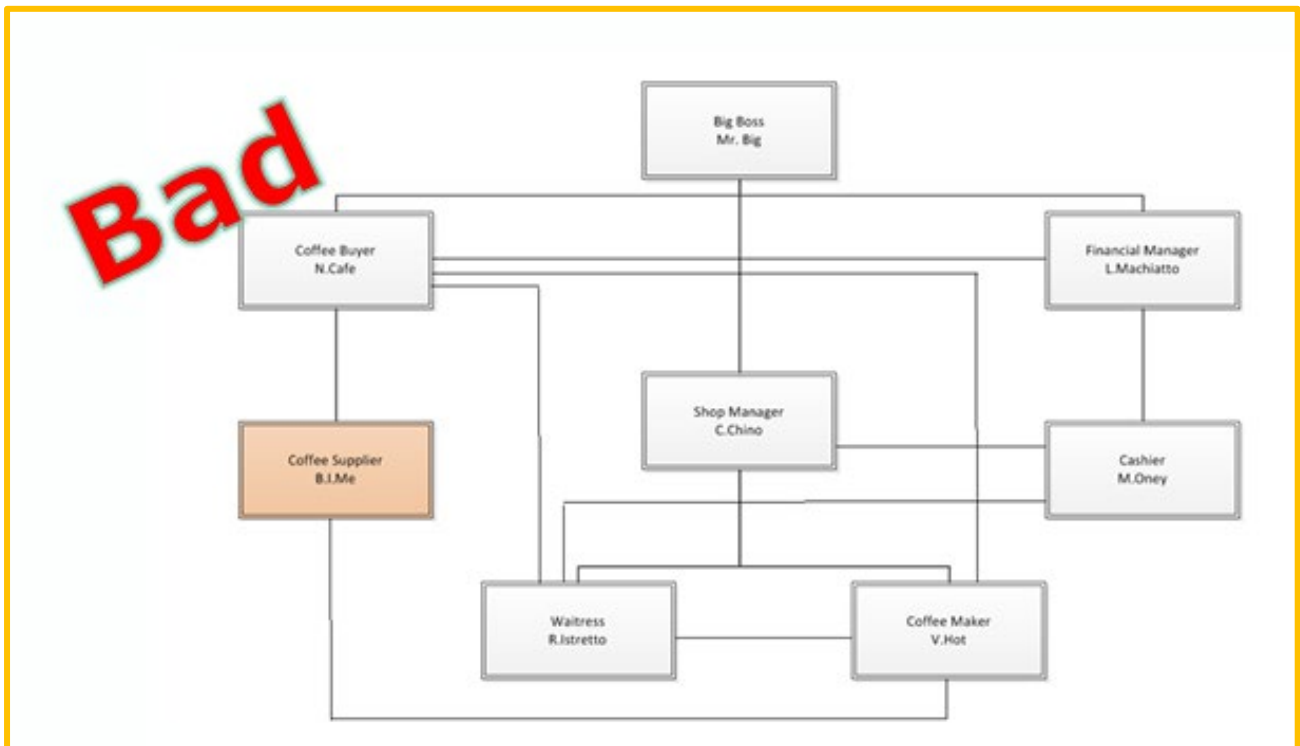 Bad
Big Boss
Mr. Big
Coffee Buyer
N.Cafe
Financial Manager
L.Machiatto
Shop Manager
C.Chino
Coffee Supplier
B.I.Me
Cashier
M.Oney
Waitress
R.Istretto
Coffee Maker
V.Hot